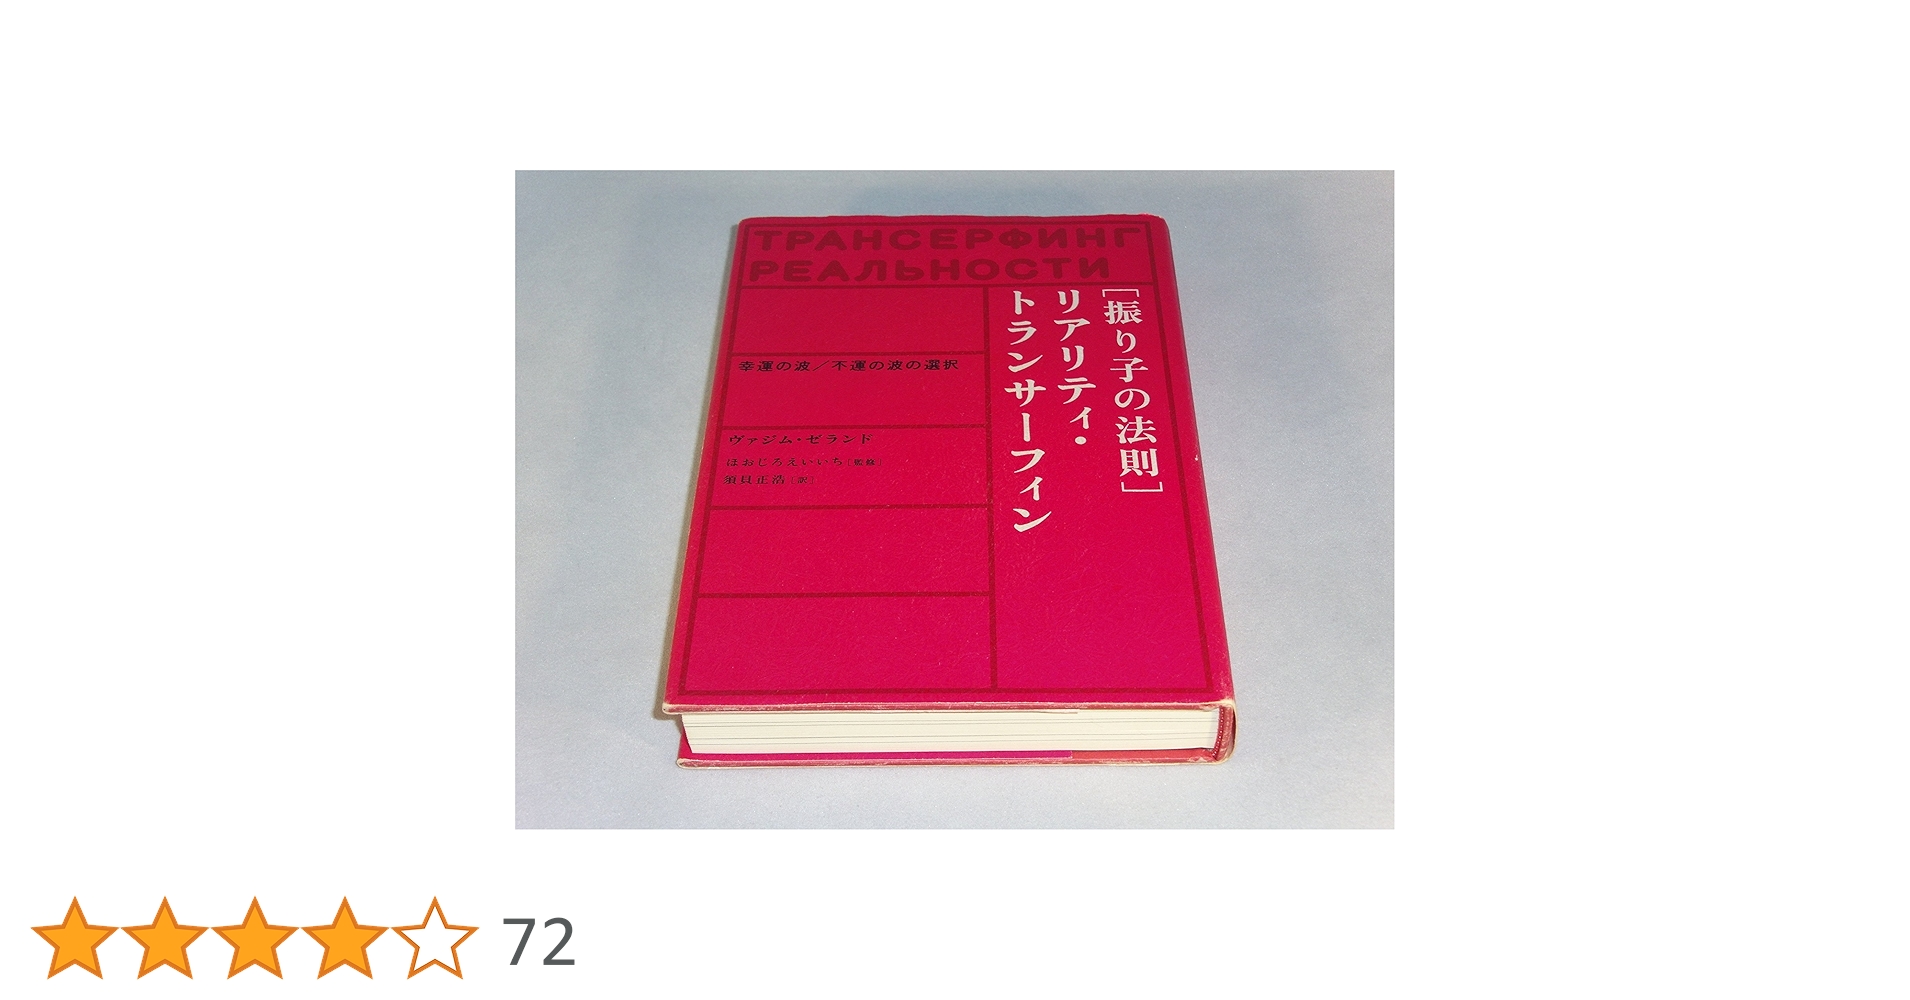 ТРАНСЕРФИНГ
РЕАЛЬНОСТИ
[振り子の法則]
リアリティ・
トランサーフィン
幸運の波／不運の波の選択
ヴァジム・ゼランド
ほおじろえいいち[監修]
須貝正浩[訳]
72